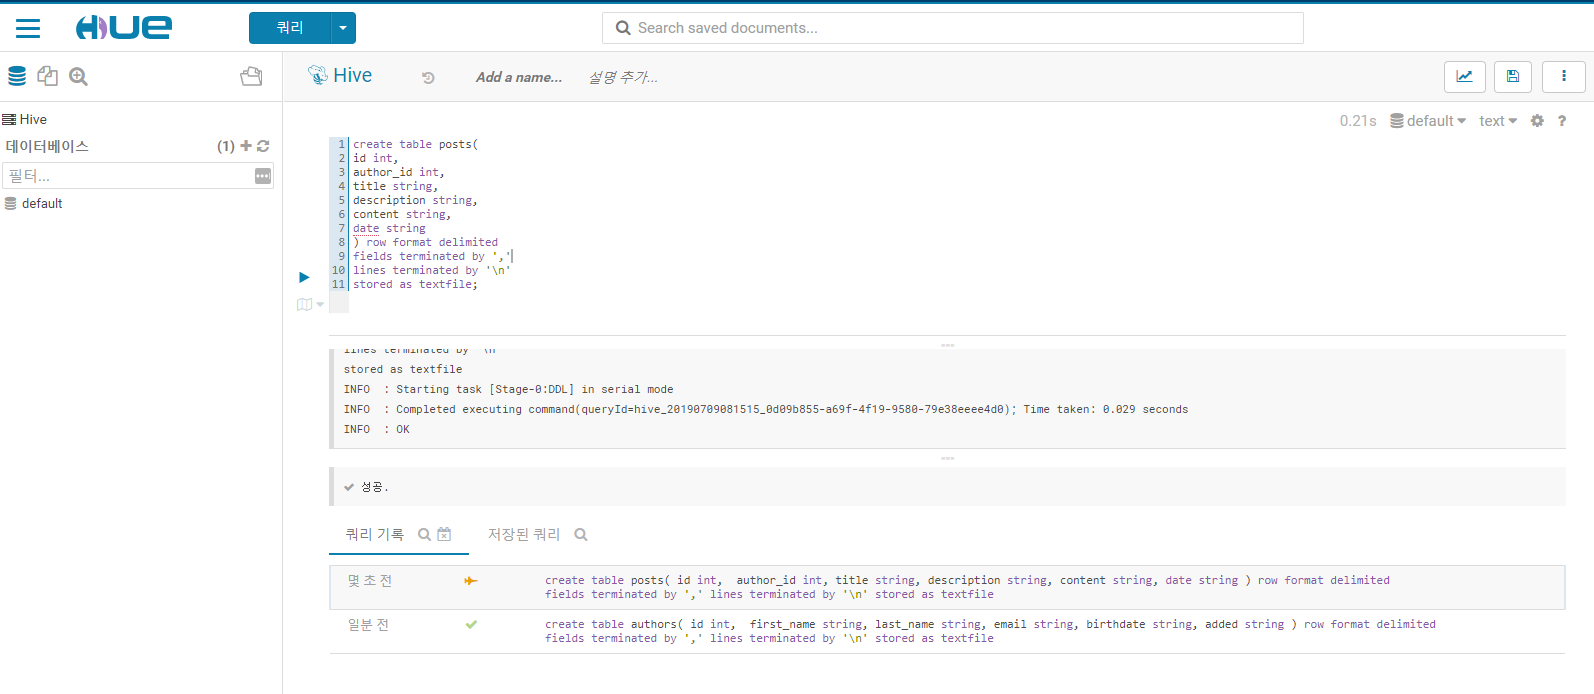 HUE
쿼리
Search saved documents...
Hive
Add a name...
설명 추가...
Hive
데이터베이스 (1)
필터...
default
0.21s default text ?
1 create table posts(
2 id int,
3 author_id int,
4 title string,
5 description string,
6 content string,
7 date string
8 ) row format delimited
9 fields terminated by ','
10 lines terminated by '\n'
11 stored as textfile;
lines terminated by '\n'
stored as textfile
INFO : Starting task [Stage-0:DDL] in serial mode
INFO : Completed executing command(queryId=hive_20190709081515_0d09b855-a69f-4f19-9580-79e38eeee4d0); Time taken: 0.029 seconds
INFO : OK
성공.
쿼리 기록 저장된 쿼리
몇 초 전 create table posts( id int, author_id int, title string, description string, content string, date string ) row format delimited
fields terminated by ',' lines terminated by '\n' stored as textfile
일분 전 create table authors( id int, first_name string, last_name string, email string, birthdate string, added string ) row format delimited
fields terminated by ',' lines terminated by '\n' stored as textfile